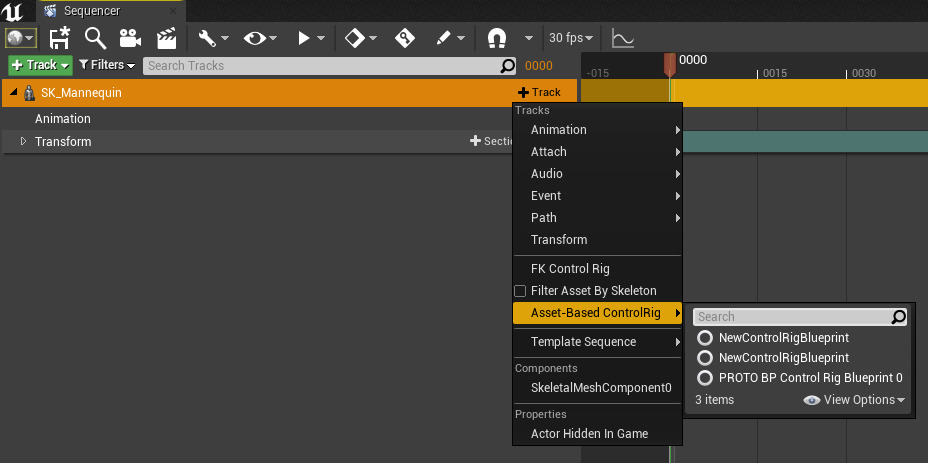 Sequencer
30 fps
Track
Filters
Search Tracks
0000
-015
0000
0015
0030
SK_Mannequin
Track
Animation
Transform
Sectio
Tracks
Animation
Attach
Audio
Event
Path
Transform
FK Control Rig
Filter Asset By Skeleton
Asset-Based ControlRig
Template Sequence
Components
SkeletalMeshComponent0
Properties
Actor Hidden In Game
Search
NewControlRigBlueprint
NewControlRigBlueprint
PROTO BP Control Rig Blueprint 0
3 items
View Options